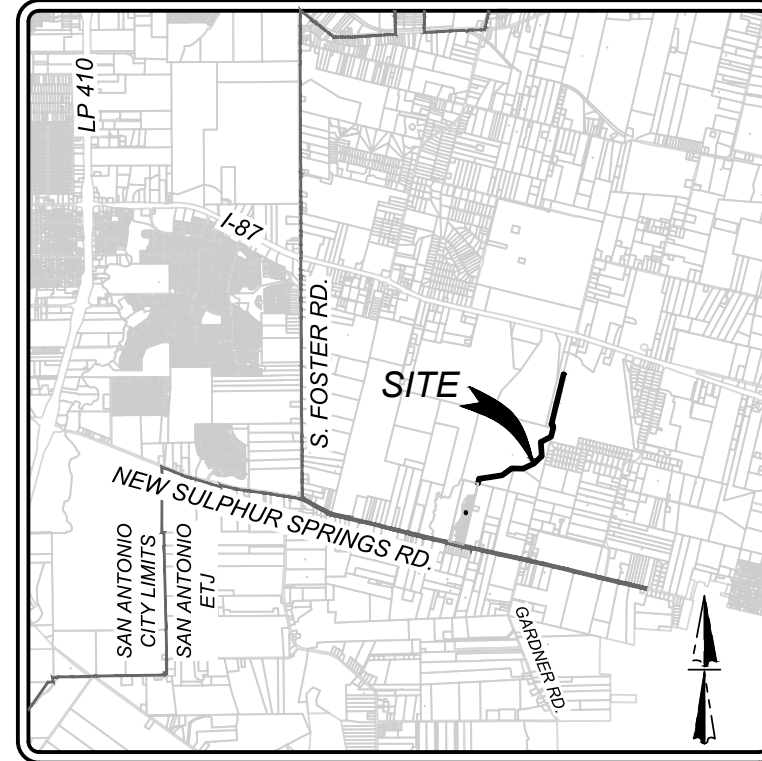 LP 410
I-87
S. FOSTER RD.
SITE
NEW SULPHUR SPRINGS RD.
SAN ANTONIO
CITY LIMITS
SAN ANTONIO
ETJ
GARDNER RD.